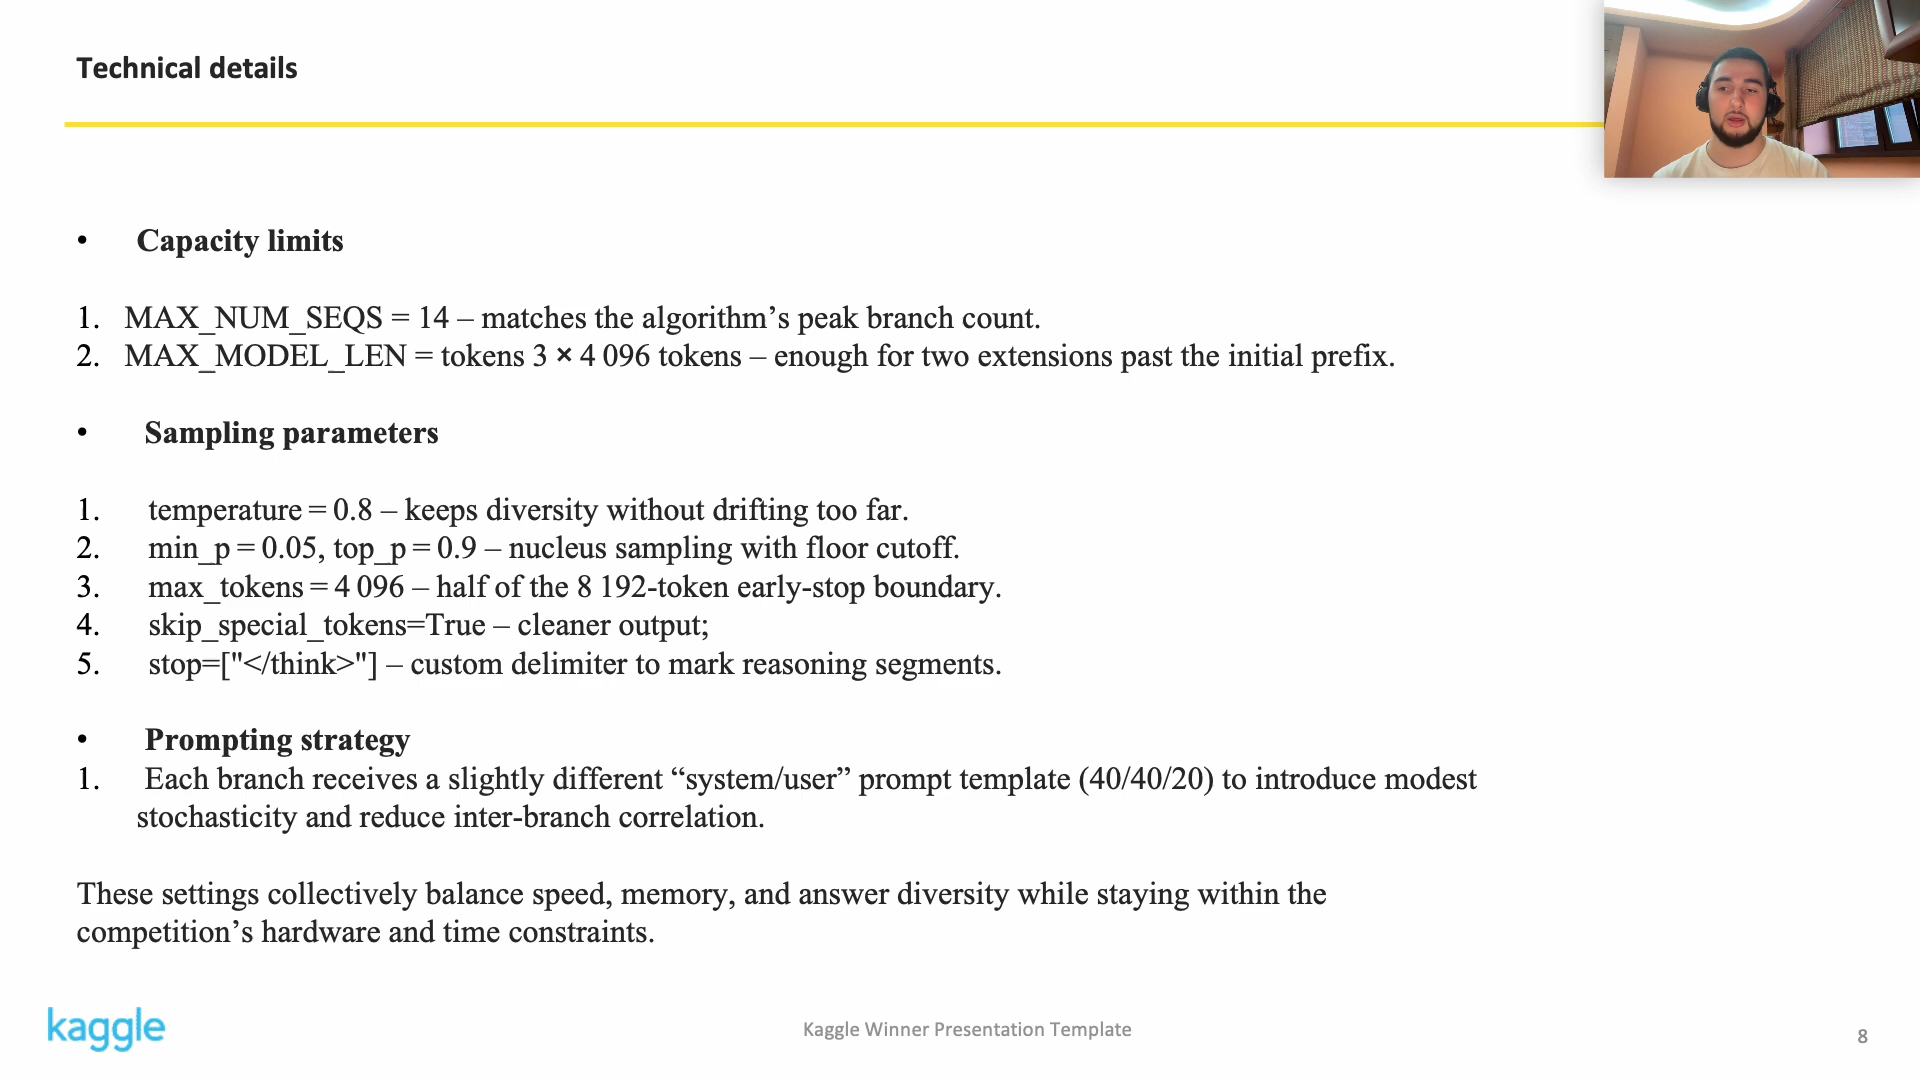 Technical details
• Capacity limits
1. MAX_NUM_SEQS = 14 – matches the algorithm’s peak branch count.
2. MAX_MODEL_LEN = tokens 3 × 4 096 tokens – enough for two extensions past the initial prefix.
• Sampling parameters
1. temperature = 0.8 – keeps diversity without drifting too far.
2. min_p = 0.05, top_p = 0.9 – nucleus sampling with floor cutoff.
3. max_tokens = 4 096 – half of the 8 192-token early-stop boundary.
4. skip_special_tokens=True – cleaner output;
5. stop=["</think>"] – custom delimiter to mark reasoning segments.
• Prompting strategy
1. Each branch receives a slightly different “system/user” prompt template (40/40/20) to introduce modest
stochasticity and reduce inter-branch correlation.
These settings collectively balance speed, memory, and answer diversity while staying within the
competition’s hardware and time constraints.
kaggle
Kaggle Winner Presentation Template
8